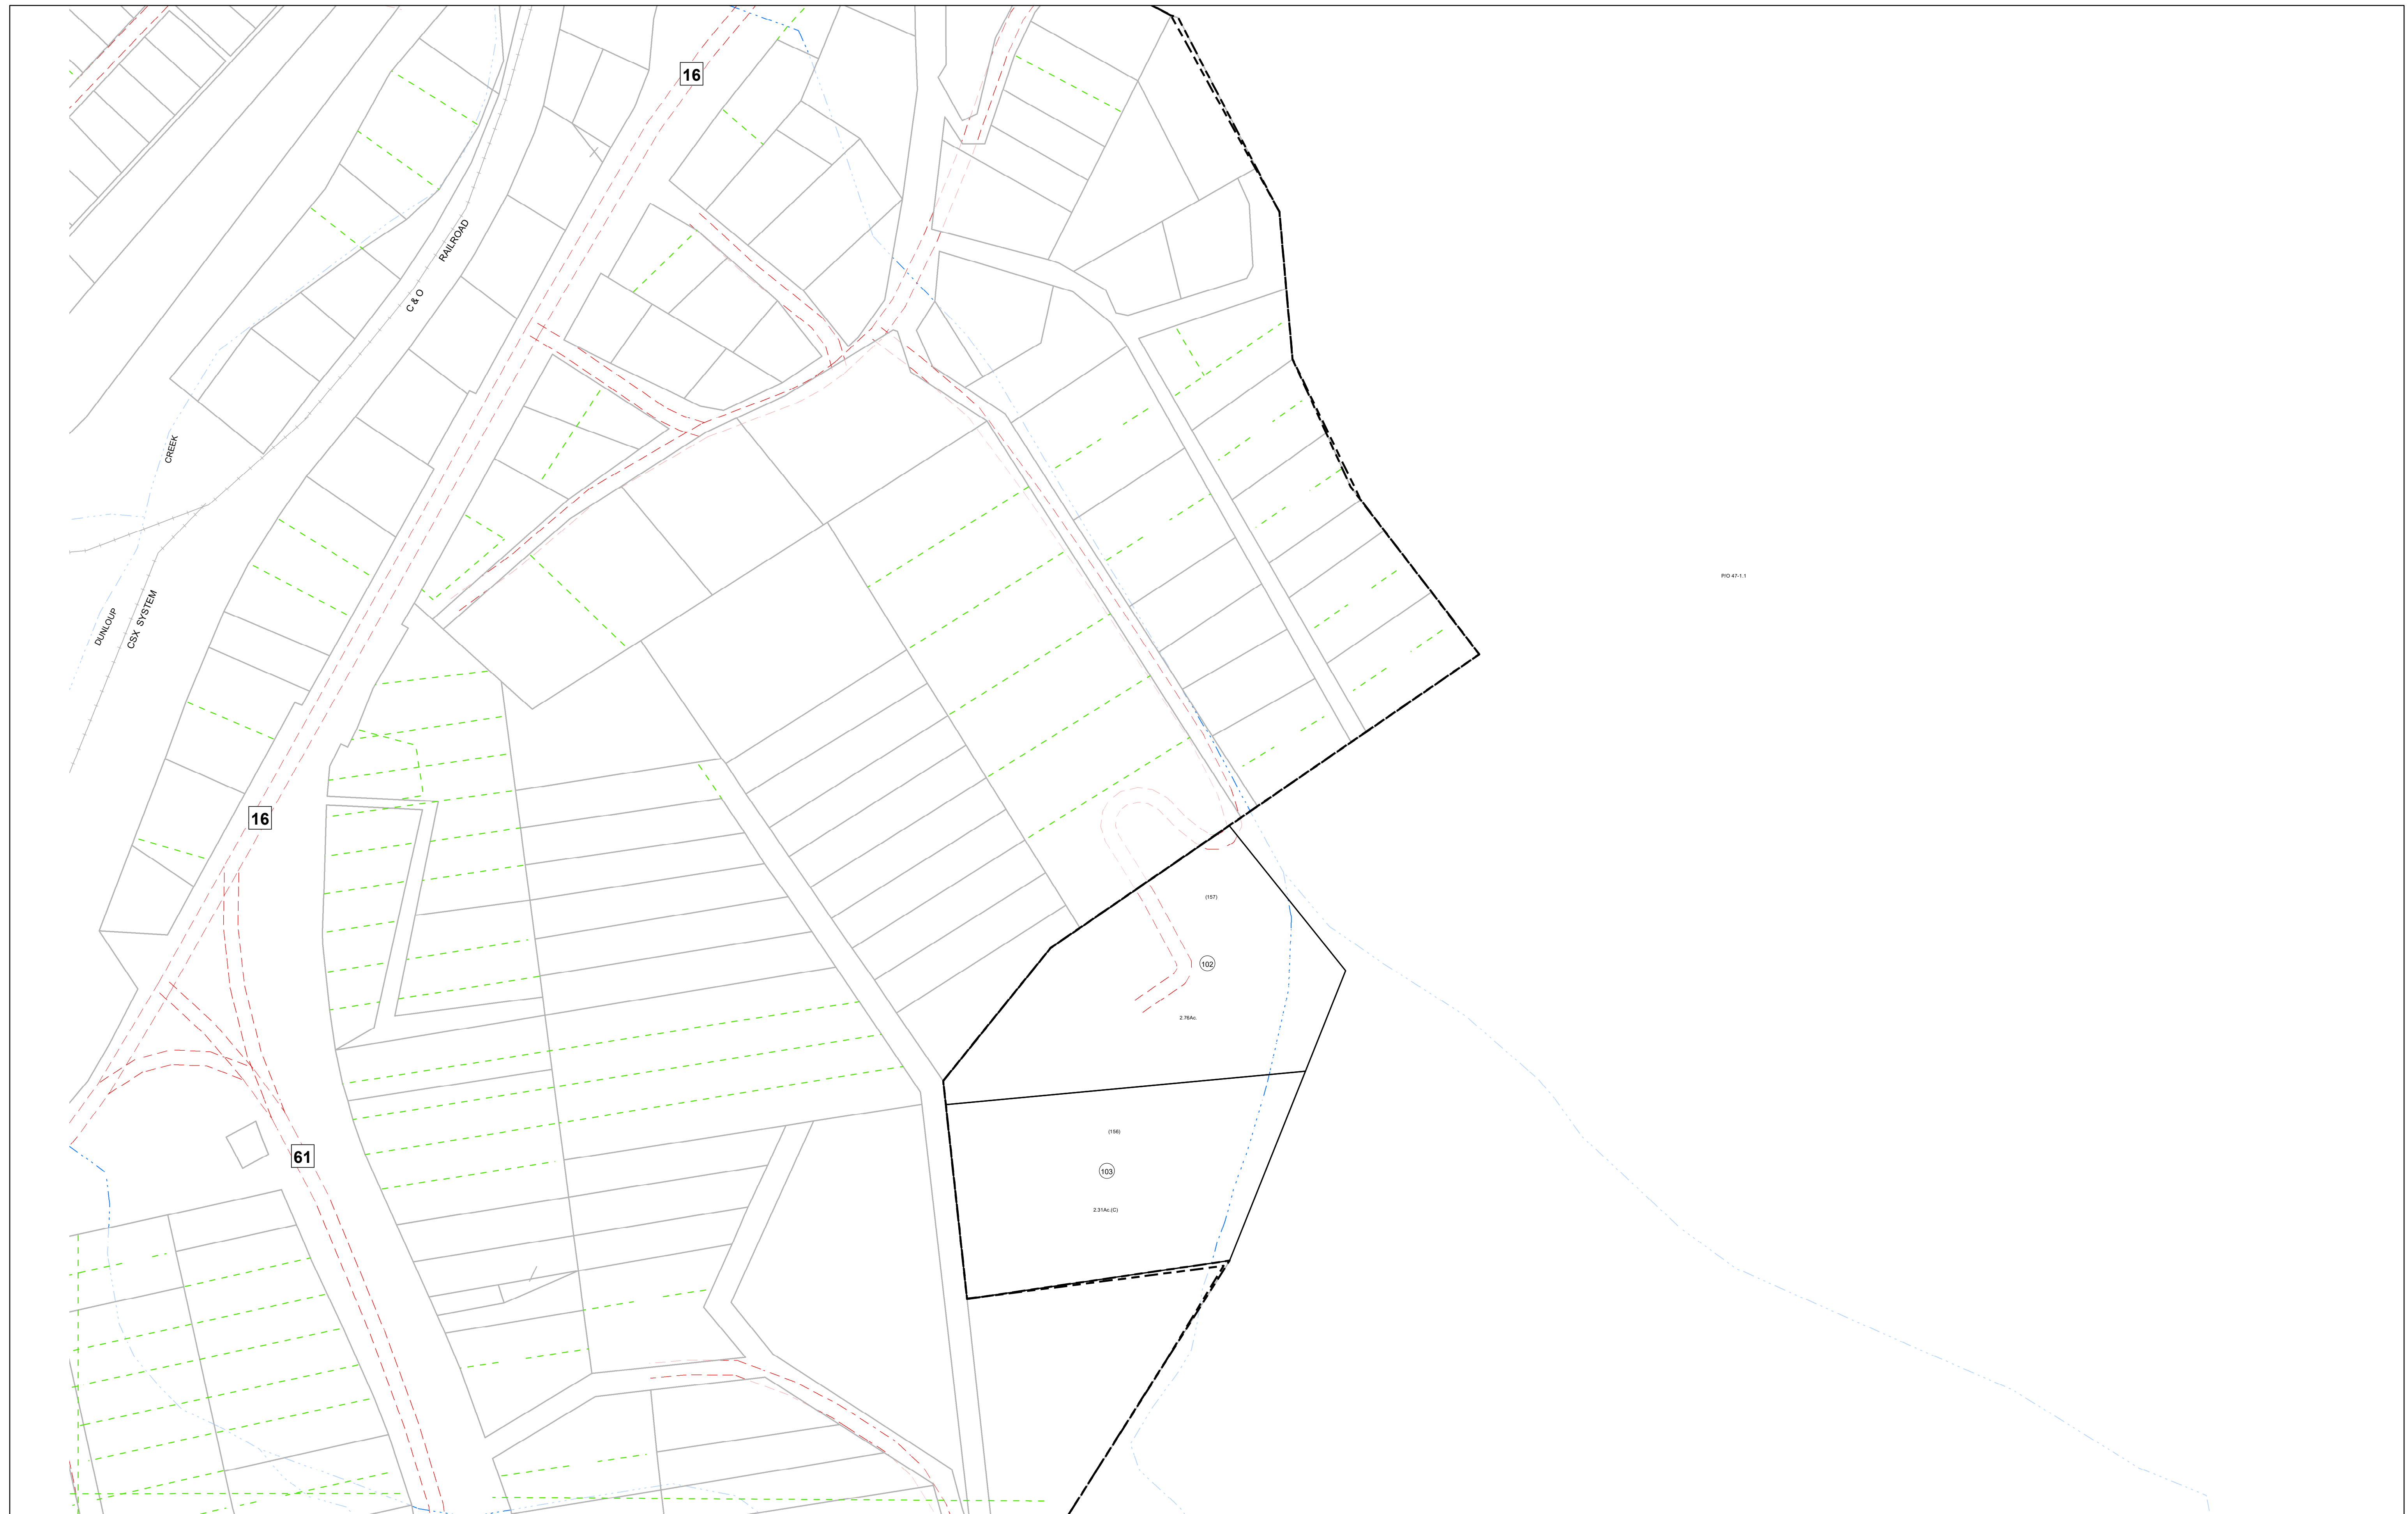 16
RAILROAD
C & O
CREEK
P/O 47-1.1
DUNLOUP
CSX SYSTEM
16
(157)
102
2.76Ac.
(156)
61
103
2.31Ac.(C)